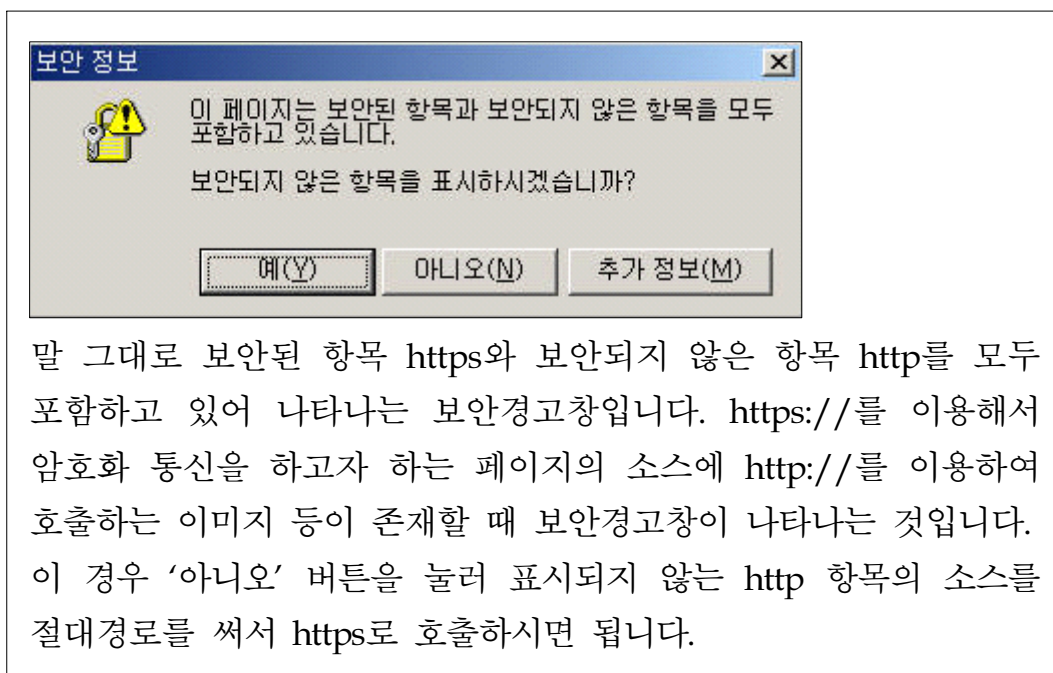 보안 정보
이 페이지는 보안된 항목과 보안되지 않은 항목을 모두
포함하고 있습니다.
보안되지 않은 항목을 표시하시겠습니까?
예(Y) 아니오(N) 추가 정보(M)
말 그대로 보안된 항목 https와 보안되지 않은 항목 http를 모두
포함하고 있어 나타나는 보안경고창입니다. https://를 이용해서
암호화 통신을 하고자 하는 페이지의 소스에 http://를 이용하여
호출하는 이미지 등이 존재할 때 보안경고창이 나타나는 것입니다.
이 경우 ‘아니오’ 버튼을 눌러 표시되지 않는 http 항목의 소스를
절대경로를 써서 https로 호출하시면 됩니다.